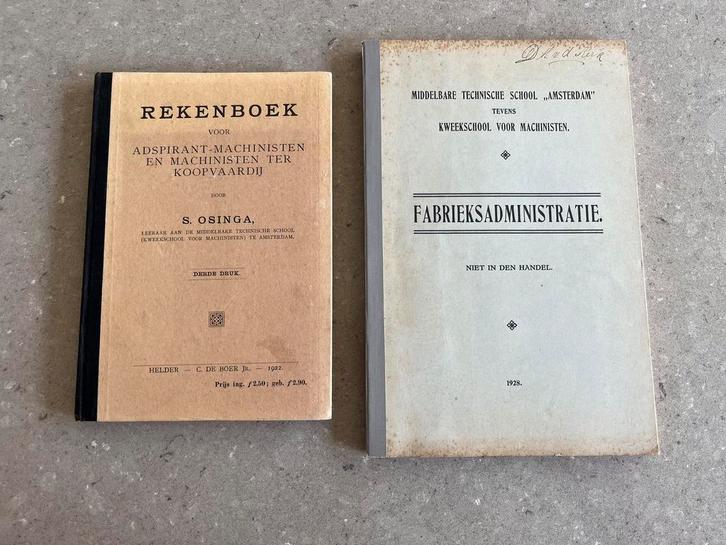 REKENBOEK
VOOR
ADSPIRANT-MACHINISTEN
EN MACHINISTEN TER
KOOPVAARDIJ
DOOR
S. OSINGA,
LEERAAR AAN DE MIDDELBARE TECHNISCHE SCHOOL
(KWEEKSCHOOL VOOR MACHINISTEN) TE AMSTERDAM.
DERDE DRUK.
HELDER — C. DE BOER JR. — 1922.
Prijs ing. ƒ 2.50; geb. ƒ 2.90.
MIDDELBARE TECHNISCHE SCHOOL „AMSTERDAM”
TEVENS
KWEEKSCHOOL VOOR MACHINISTEN.
FABRIEKSADMINISTRATIE.
NIET IN DEN HANDEL.
1928.